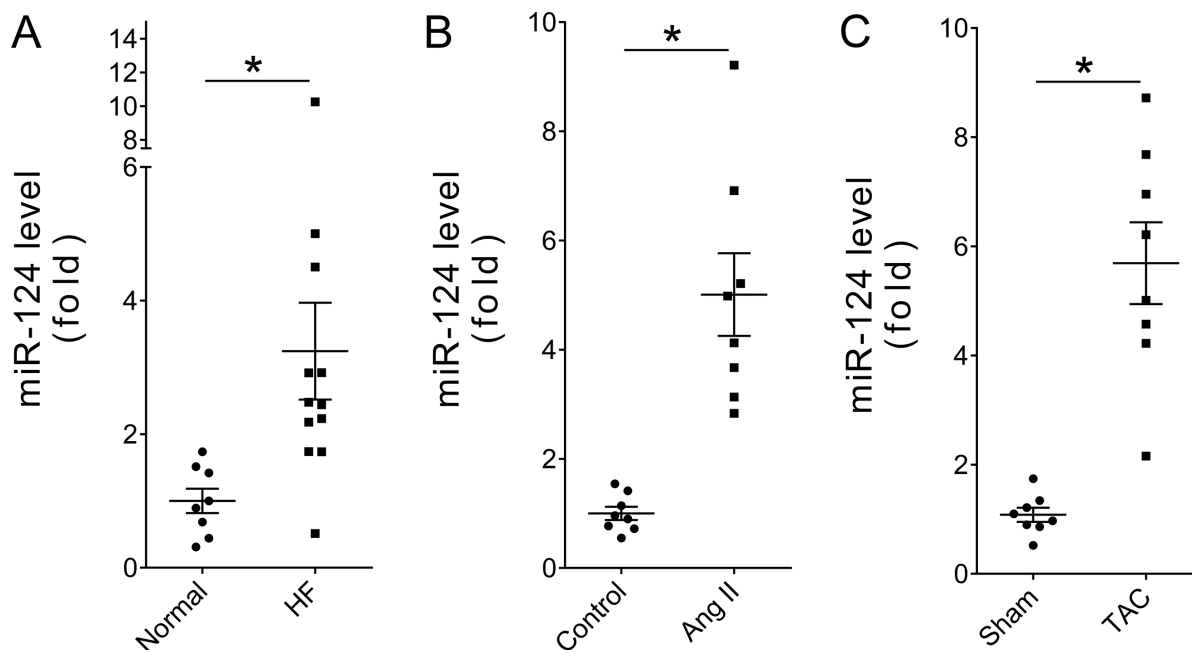 A
miR-124 level
(fold)
14
12
10
8
6
4
2
0
*
Normal
HF
B
miR-124 level
(fold)
10
8
6
4
2
0
*
Control
Ang II
C
miR-124 level
(fold)
10
8
6
4
2
0
*
Sham
TAC